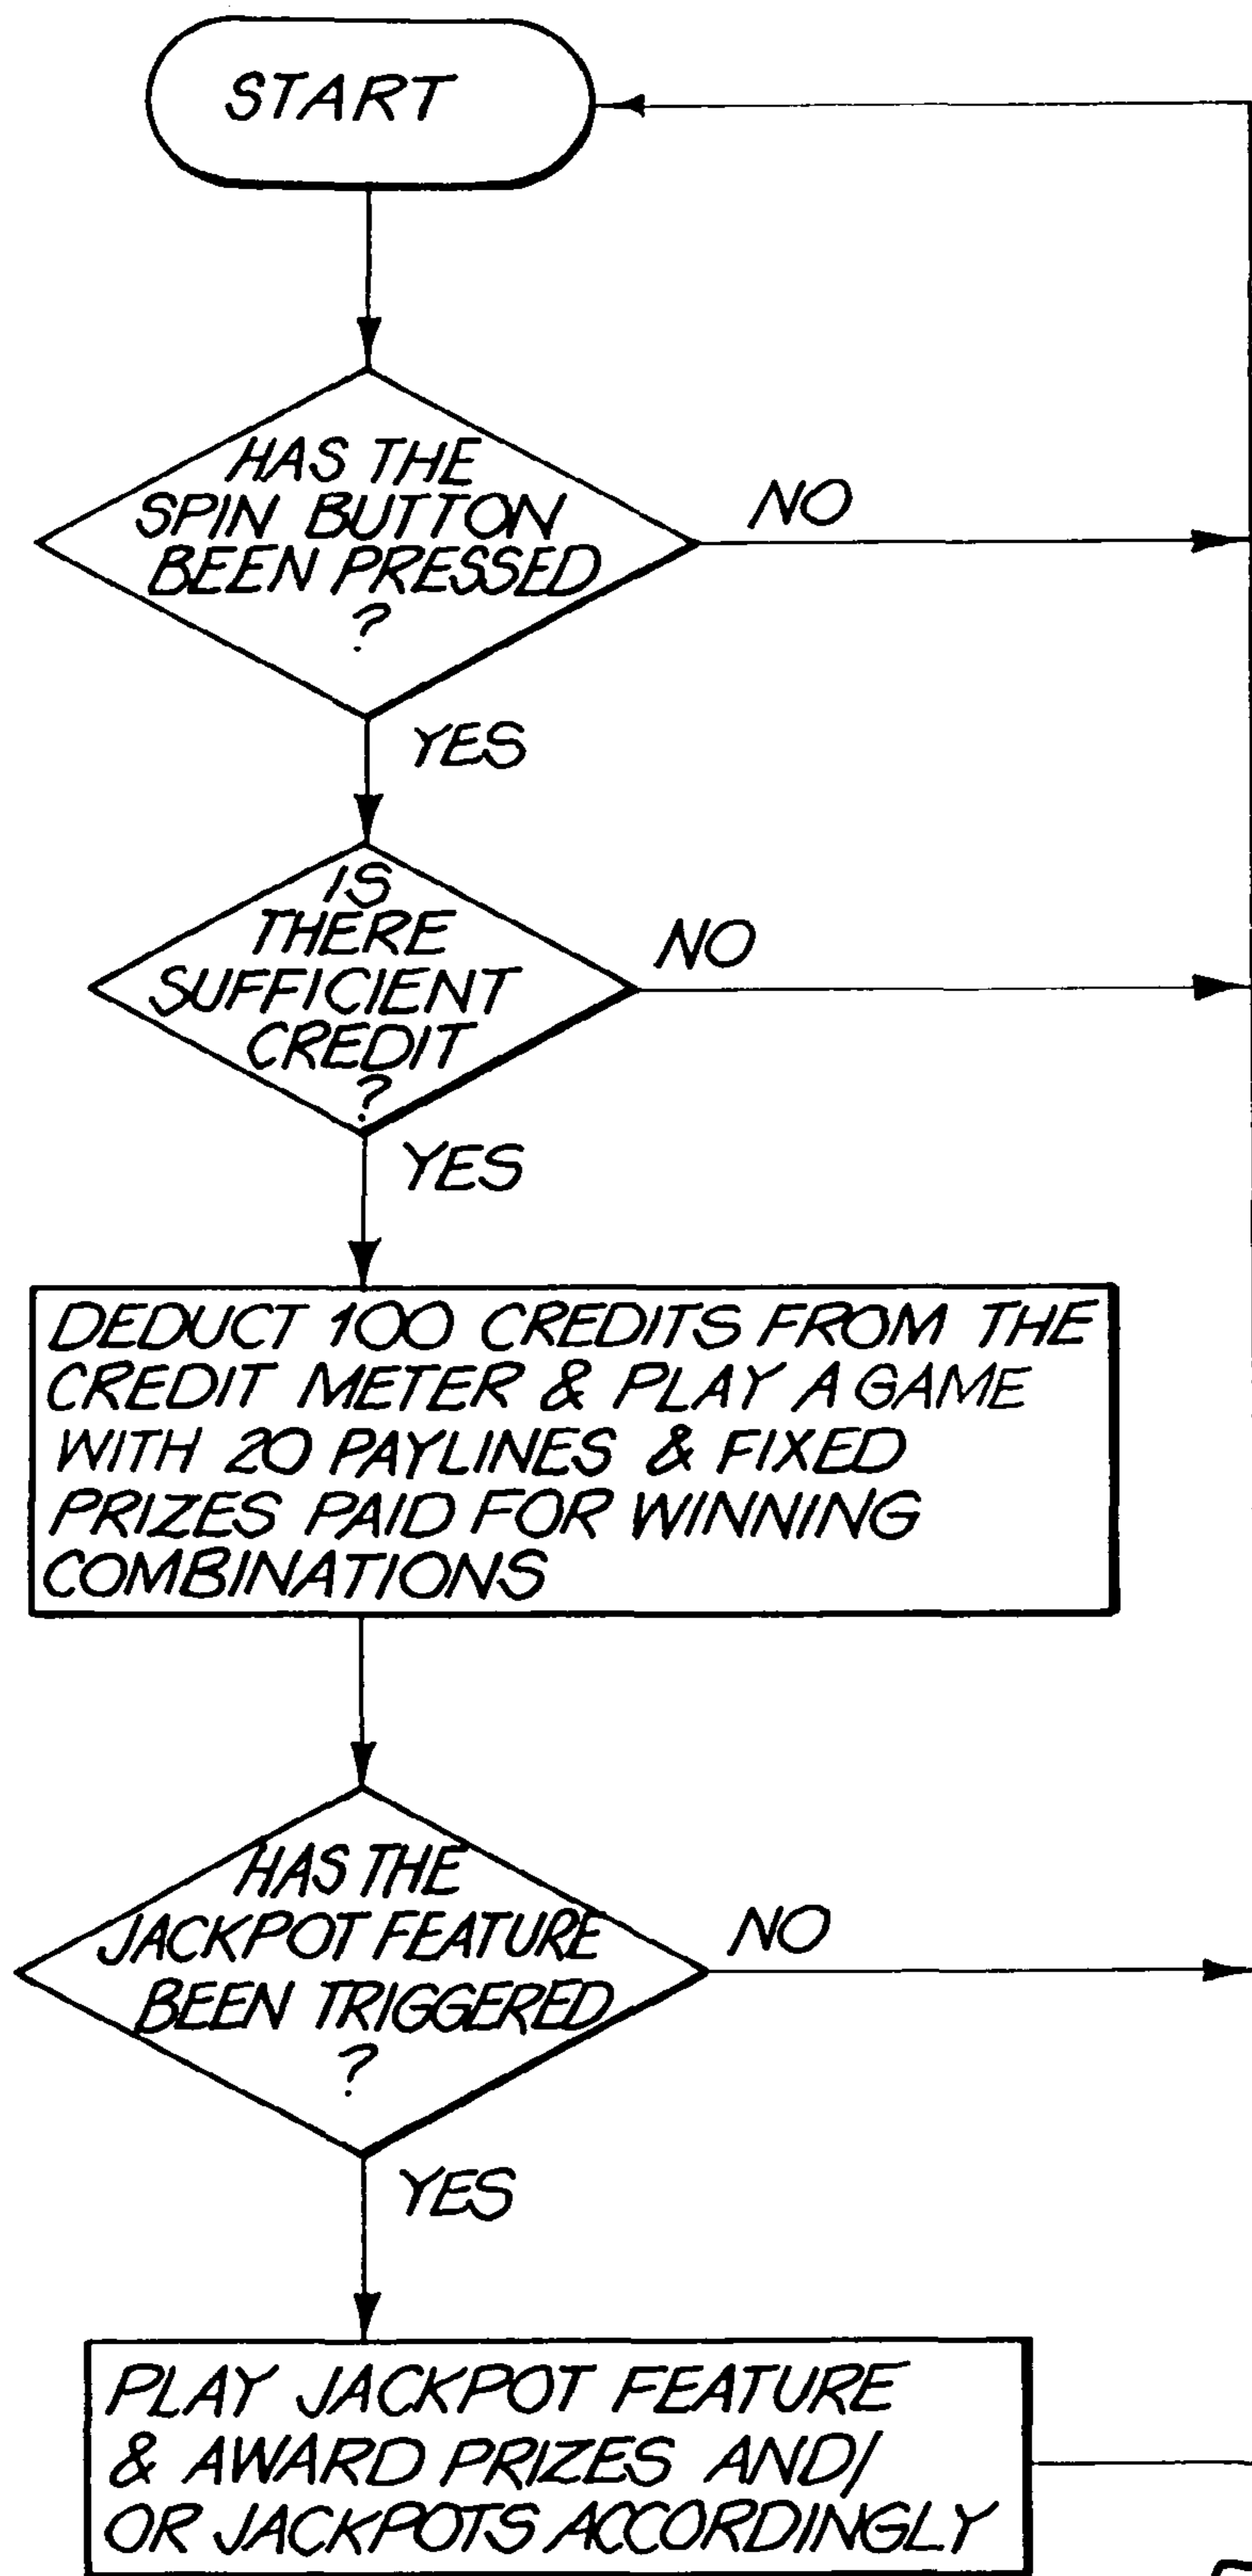 START
HAS THE
SPIN BUTTON
BEEN PRESSED
?
NO
YES
IS
THERE
SUFFICIENT
CREDIT
?
NO
YES
DEDUCT 100 CREDITS FROM THE
CREDIT METER & PLAY A GAME
WITH 20 PAYLINES & FIXED
PRIZES PAID FOR WINNING
COMBINATIONS
HAS THE
JACKPOT FEATURE
BEEN TRIGGERED
?
NO
YES
PLAY JACKPOT FEATURE
& AWARD PRIZES AND/
OR JACKPOTS ACCORDINGLY